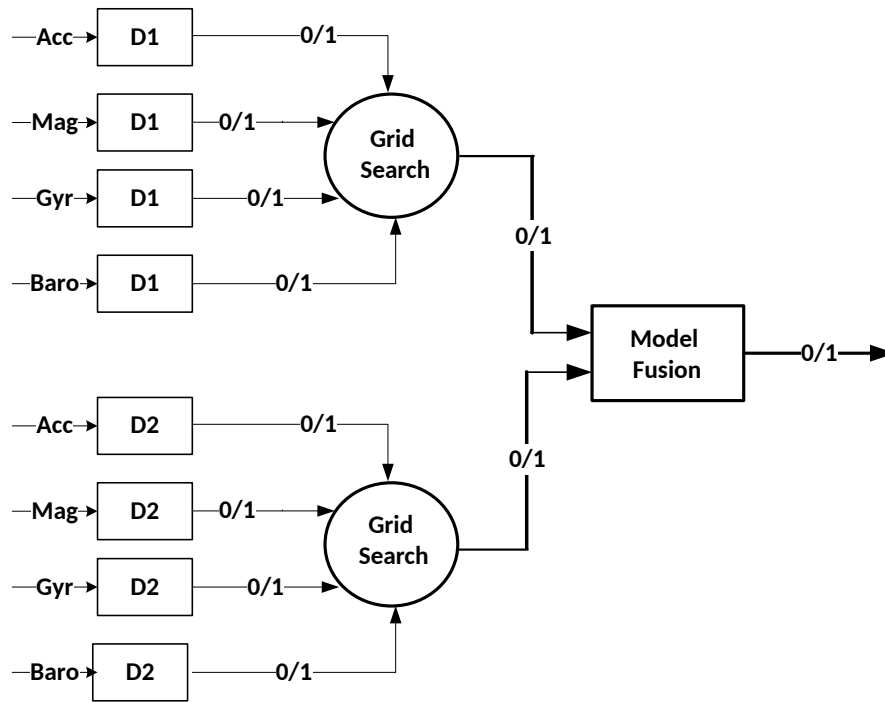 Acc D1 0/1
Mag D1 0/1
Grid
Search
Gyr D1 0/1
0/1
Baro D1 0/1
Model
Fusion
0/1
Acc D2 0/1
0/1
Mag D2 0/1
Grid
Search
Gyr D2 0/1
Baro D2 0/1